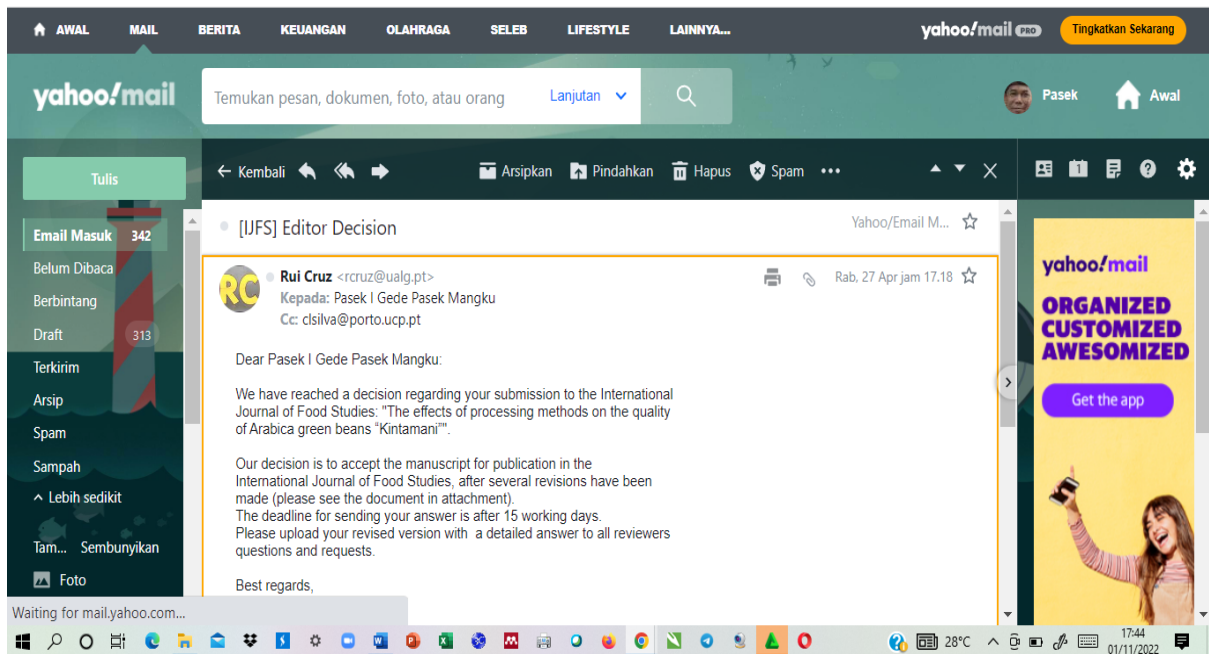 AWAL MAIL BERITA KEUANGAN OLAHRAGA SELEB LIFESTYLE LAINNYA... yahoo!mail PRO Tingkatkan Sekarang
yahoo!mail Temukan pesan, dokumen, foto, atau orang Lanjutan Pasek Awal
Tulis Kembali Arsipkan Pindahkan Hapus Spam
Email Masuk 342
Belum Dibaca
Berbintang
Draft 313
Terkirim
Arsip
Spam
Sampah
Lebih sedikit
Tam... Sembunyikan
Foto
[IJFS] Editor Decision Yahoo/Email M...
RC Rui Cruz <rcruz@ualg.pt> Rab, 27 Apr jam 17.18
Kepada: Pasek I Gede Pasek Mangku
Cc: clsilva@porto.ucp.pt
Dear Pasek I Gede Pasek Mangku:
We have reached a decision regarding your submission to the International
Journal of Food Studies: "The effects of processing methods on the quality
of Arabica green beans “Kintamani”".
Our decision is to accept the manuscript for publication in the
International Journal of Food Studies, after several revisions have been
made (please see the document in attachment).
The deadline for sending your answer is after 15 working days.
Please upload your revised version with a detailed answer to all reviewers
questions and requests.
Best regards,
yahoo!mail
ORGANIZED
CUSTOMIZED
AWESOMIZED
Get the app
Waiting for mail.yahoo.com...
28°C 17:44
01/11/2022